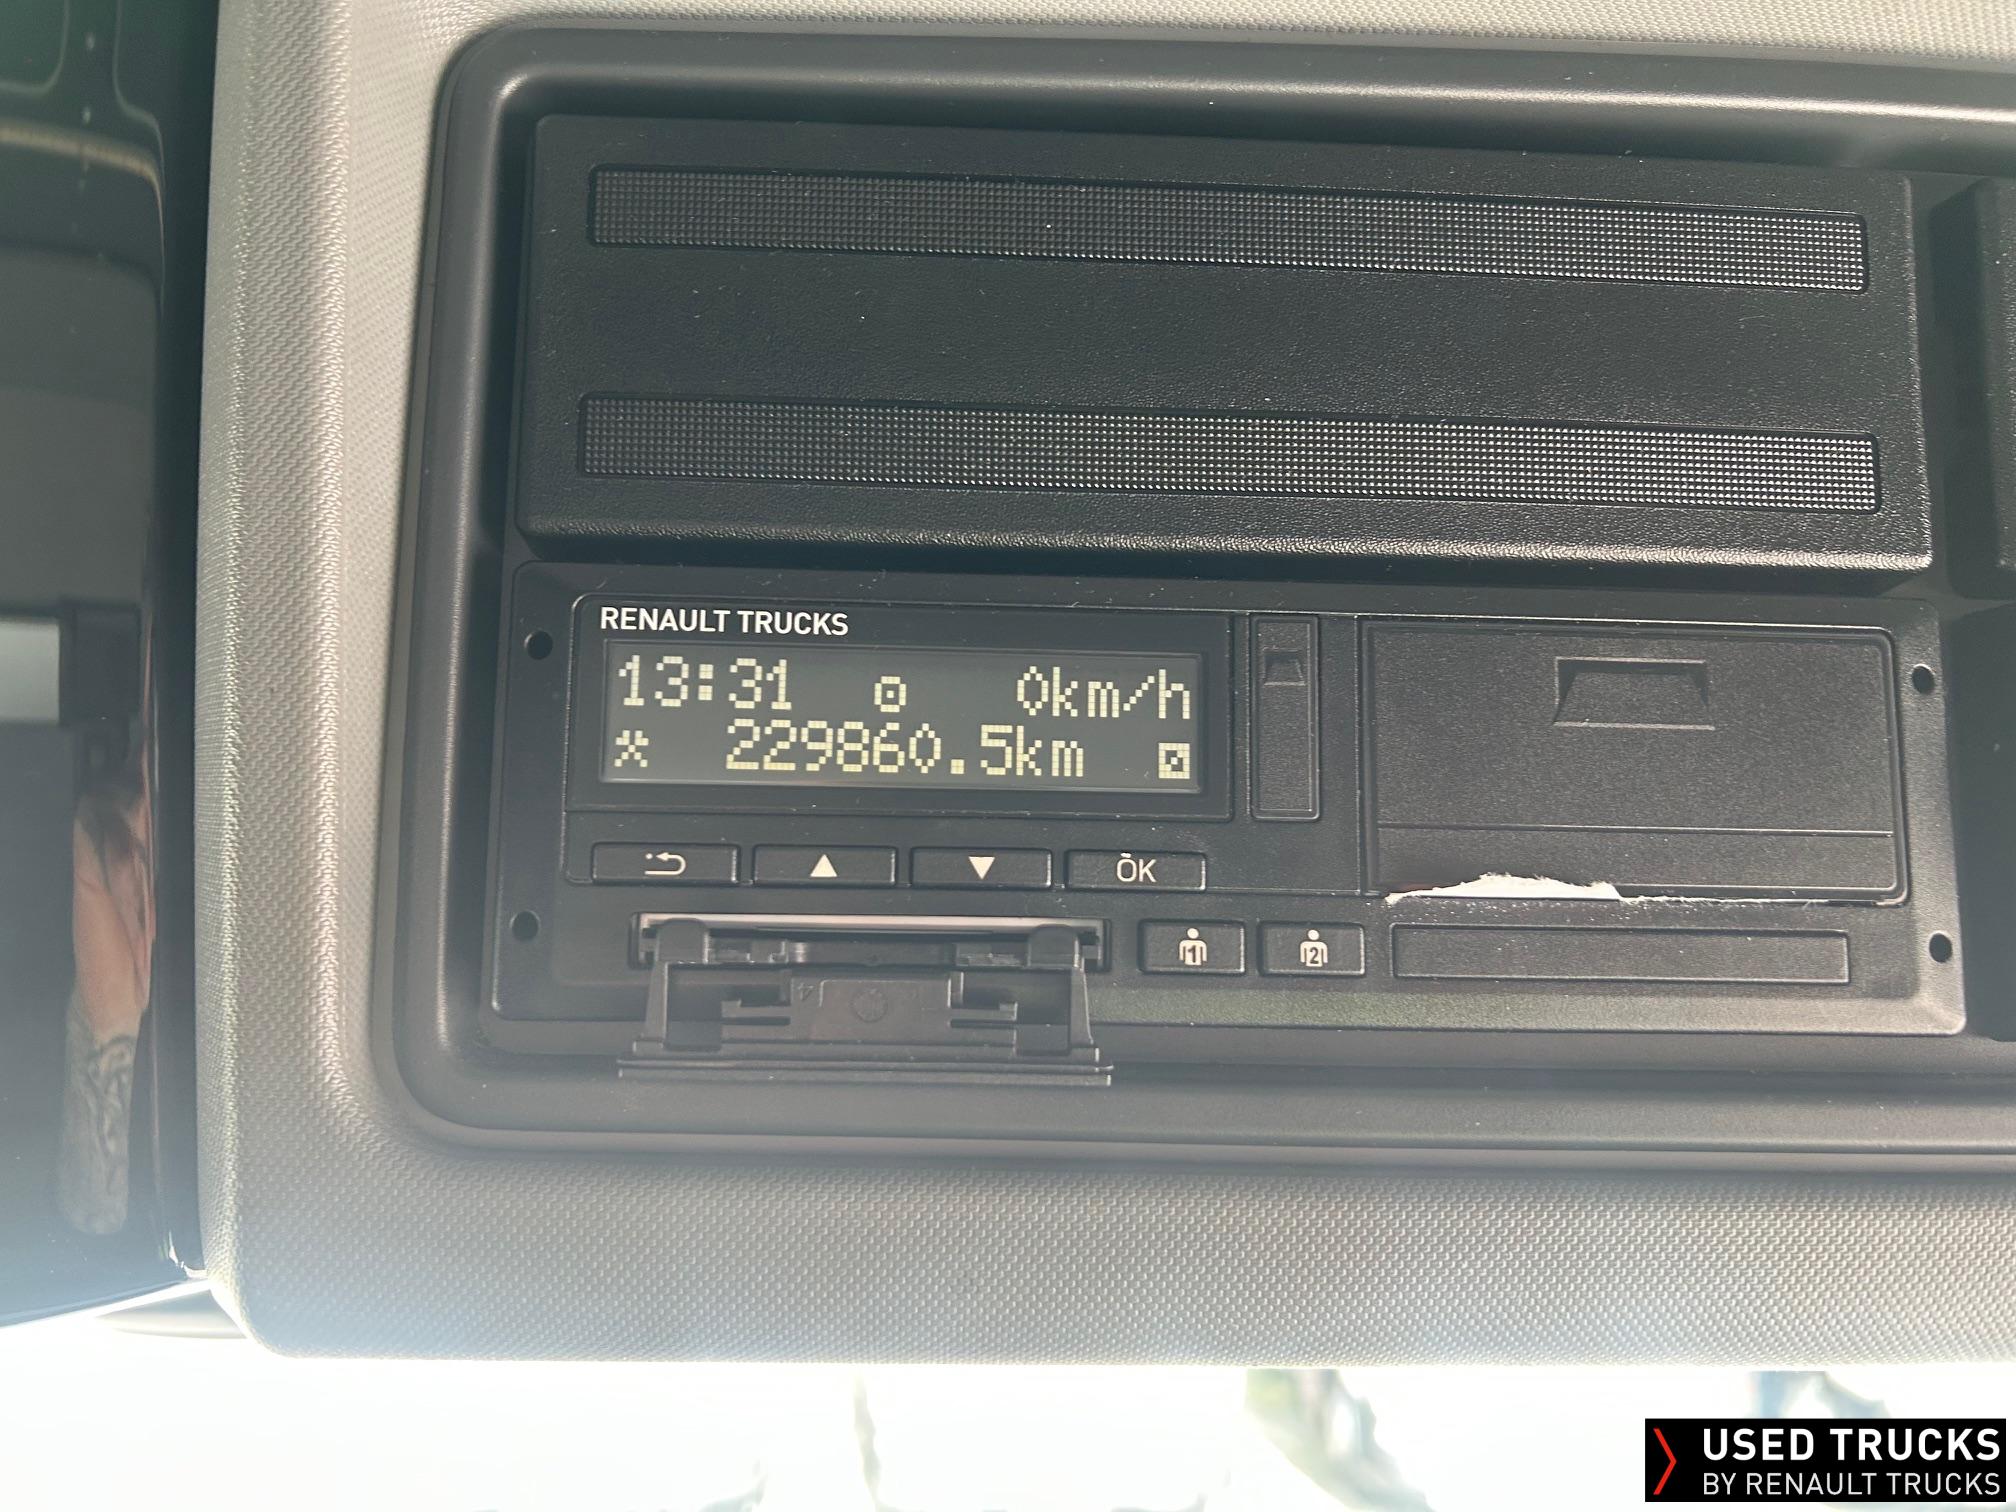 RENAULT TRUCKS
13:31 0km/h
229860.5km
OK
1 2
USED TRUCKS
BY RENAULT TRUCKS